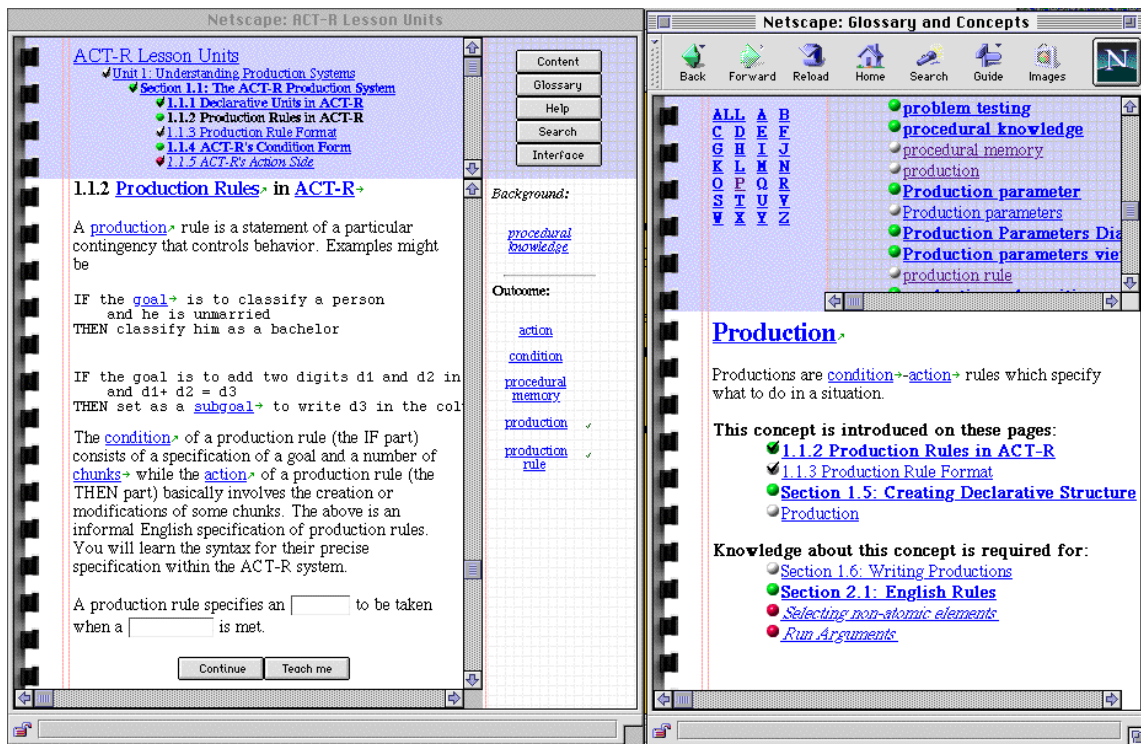 Netscape: ACT-R Lesson Units
ACT-R Lesson Units
Unit 1: Understanding Production Systems
Section 1.1: The ACT-R Production System
1.1.1 Declarative Units in ACT-R
1.1.2 Production Rules in ACT-R
1.1.3 Production Rule Format
1.1.4 ACT-R's Condition Form
1.1.5 ACT-R's Action Side
Content
Glossary
Help
Search
Interface
1.1.2 Production Rules in ACT-R
A production rule is a statement of a particular
contingency that controls behavior. Examples might
be
IF the goal is to classify a person
and he is unmarried
THEN classify him as a bachelor
IF the goal is to add two digits d1 and d2 in
and d1+ d2 = d3
THEN set as a subgoal to write d3 in the col
The condition of a production rule (the IF part)
consists of a specification of a goal and a number of
chunks while the action of a production rule (the
THEN part) basically involves the creation or
modifications of some chunks. The above is an
informal English specification of production rules.
You will learn the syntax for their precise
specification within the ACT-R system.
A production rule specifies an to be taken
when a is met.
Continue
Teach me
Background:
procedural
knowledge
Outcome:
action
condition
procedural
memory
production
production
rule
Netscape: Glossary and Concepts
Back
Forward
Reload
Home
Search
Guide
Images
N
ALL A B
C D E F
G H I J
K L M N
O P Q R
S T U V
W X Y Z
problem testing
procedural knowledge
procedural memory
production
Production parameter
Production parameters
Production Parameters Dia
Production parameters vie
production rule
Production
Productions are condition-action rules which specify
what to do in a situation.
This concept is introduced on these pages:
1.1.2 Production Rules in ACT-R
1.1.3 Production Rule Format
Section 1.5: Creating Declarative Structure
Production
Knowledge about this concept is required for:
Section 1.6: Writing Productions
Section 2.1: English Rules
Selecting non-atomic elements
Run Arguments